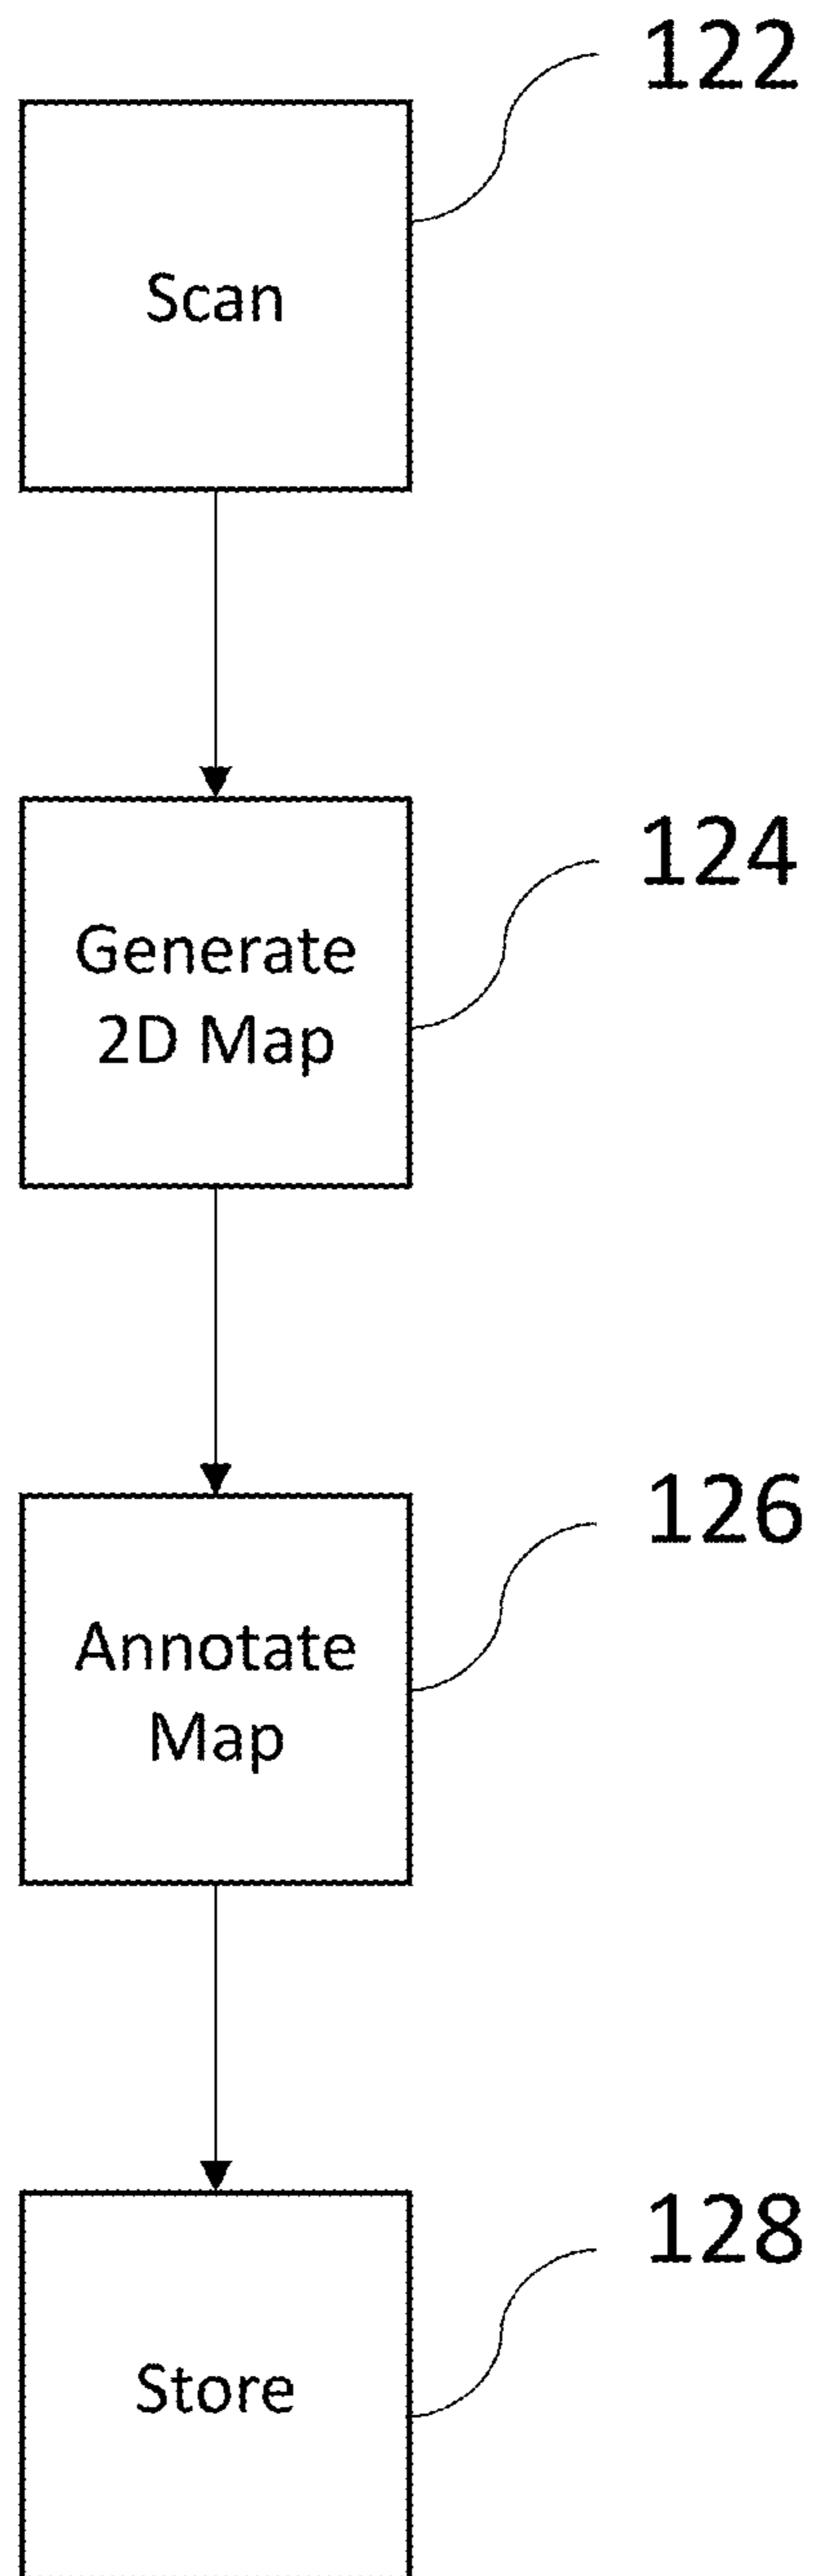 122
Scan
124
Generate
2D Map
126
Annotate
Map
128
Store